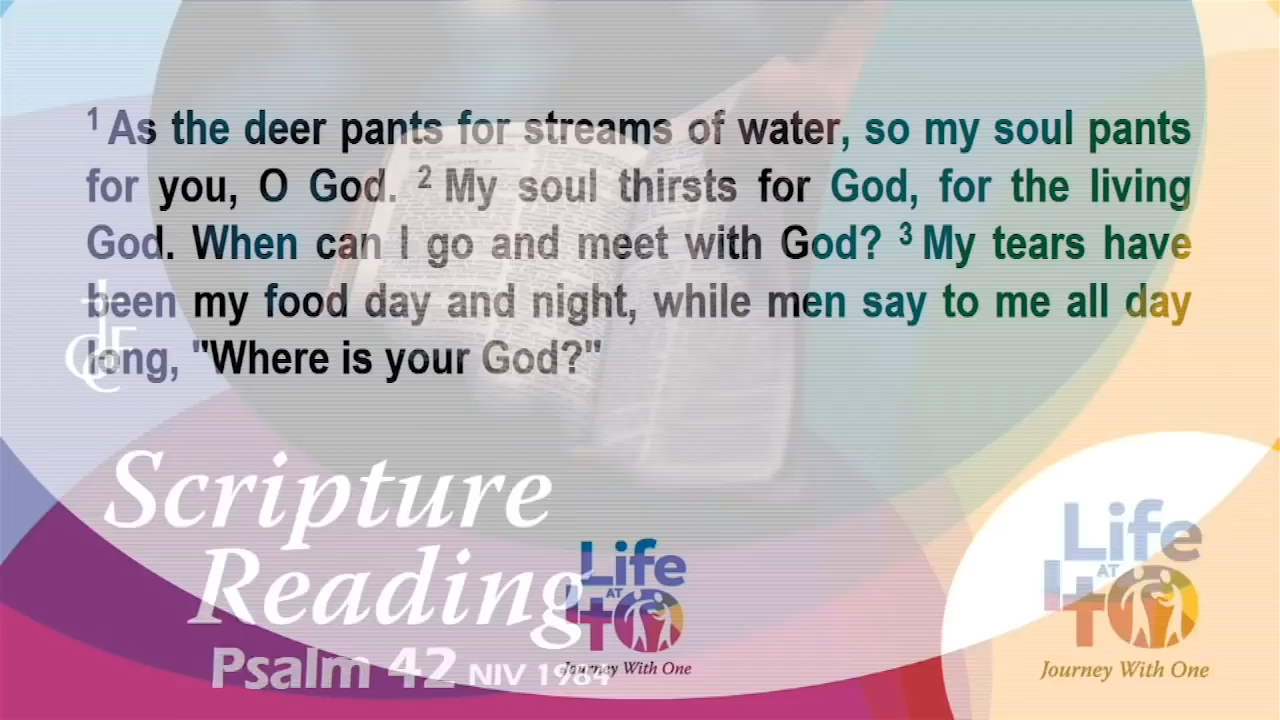 1 As the deer pants for streams of water, so my soul pants
for you, O God. 2 My soul thirsts for God, for the living
God. When can I go and meet with God? 3 My tears have
been my food day and night, while men say to me all day
long, "Where is your God?"
Scripture
Reading
Psalm 42 NIV 1984
Life
AT
Journey With One
Life
AT
Journey With One